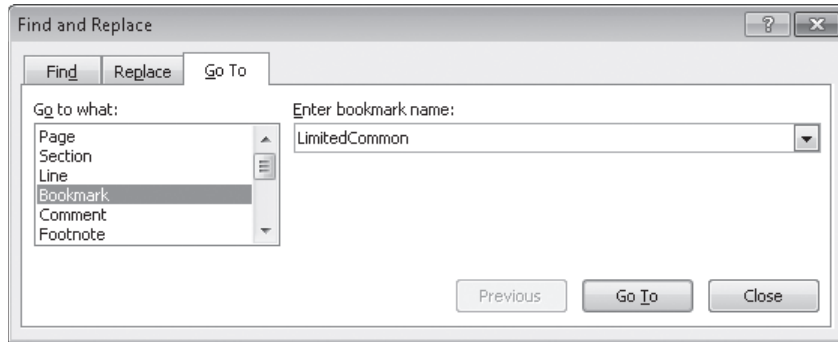 Find and Replace
Find Replace Go To
Go to what:
Page
Section
Line
Bookmark
Comment
Footnote
Enter bookmark name:
LimitedCommon
Previous Go To Close